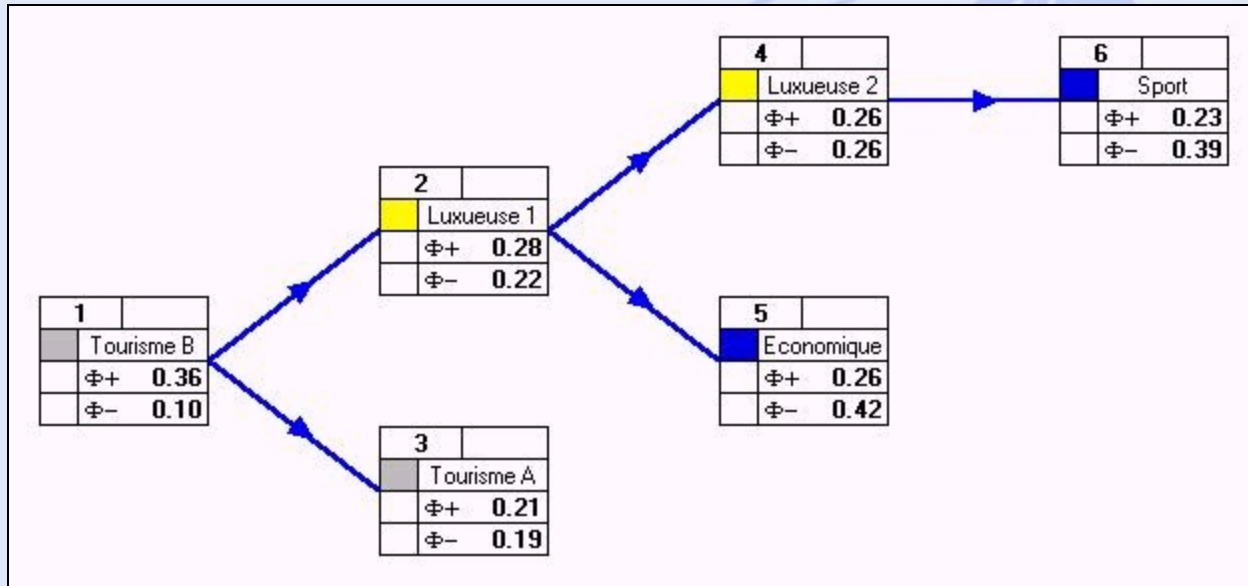 1
Tourisme B
Φ+ 0.36
Φ− 0.10
2
Luxueuse 1
Φ+ 0.28
Φ− 0.22
3
Tourisme A
Φ+ 0.21
Φ− 0.19
4
Luxueuse 2
Φ+ 0.26
Φ− 0.26
5
Economique
Φ+ 0.26
Φ− 0.42
6
Sport
Φ+ 0.23
Φ− 0.39